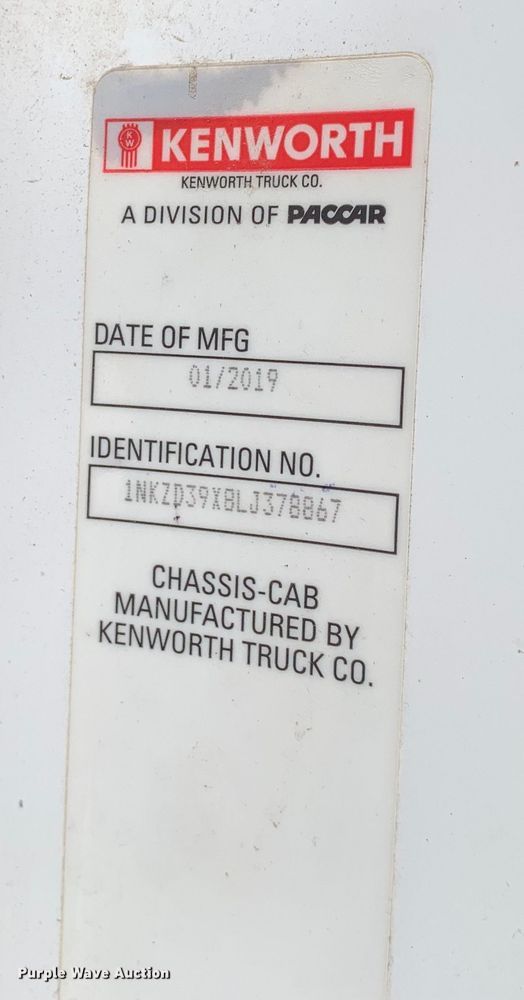 KW KENWORTH
KENWORTH TRUCK CO.
A DIVISION OF PACCAR
DATE OF MFG
01/2019
IDENTIFICATION NO.
1NKZD39X8LJ378867
CHASSIS-CAB
MANUFACTURED BY
KENWORTH TRUCK CO.
Purple Wave Auction